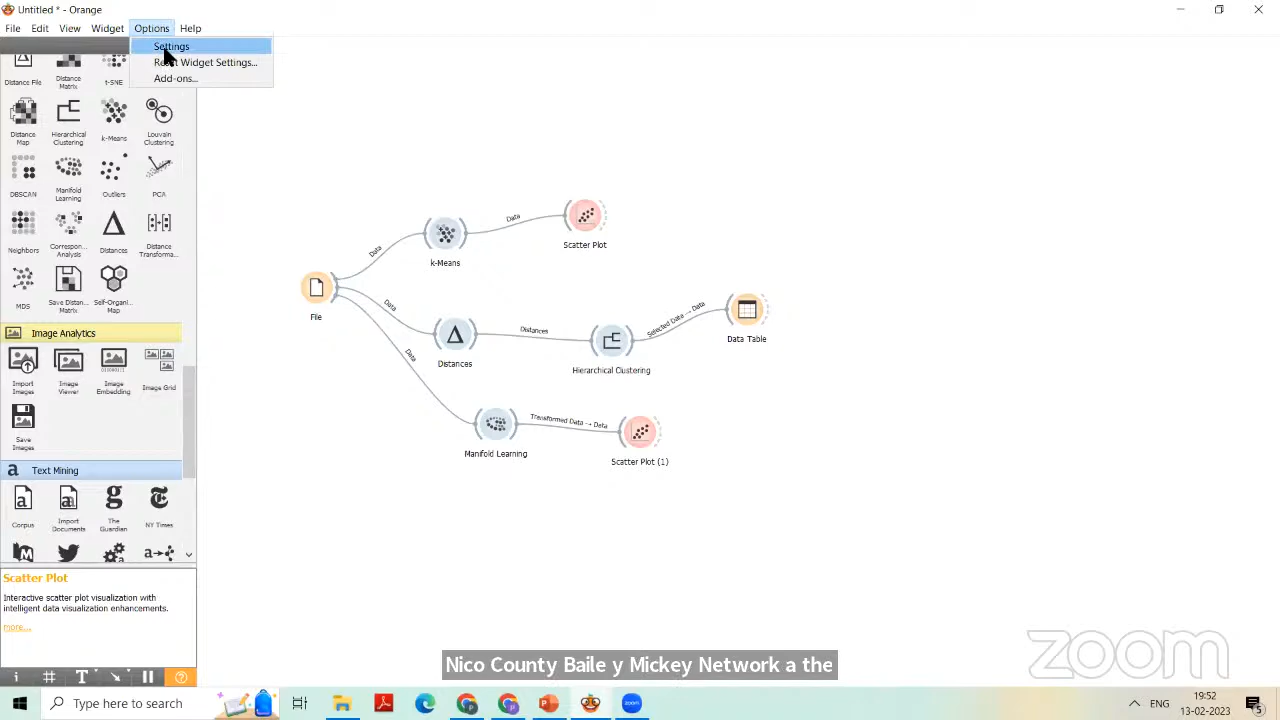 Untitled * - Orange
File Edit View Widget Options Help
Settings
Reset Widget Settings...
Add-ons...
Distance File
Distance Matrix
t-SNE
Distance Map
Hierarchical Clustering
k-Means
Louvain Clustering
DBSCAN
Manifold Learning
Outliers
PCA
Neighbors
Correspon... Analysis
Distances
Distance Transforma...
MDS
Save Distan... Matrix
Self-Organi... Map
Image Analytics
Import Images
Image Viewer
Image Embedding
Image Grid
Save Images
a Text Mining
Corpus
Import Documents
The Guardian
NY Times
Scatter Plot
Interactive scatter plot visualization with
intelligent data visualization enhancements.
more...
File
Data
k-Means
Data
Scatter Plot
Data
Distances
Distances
Hierarchical Clustering
Selected Data → Data
Data Table
Data
Manifold Learning
Transformed Data → Data
Scatter Plot (1)
Nico County Baile y Mickey Network a the
zoom
Type here to search
zoom
ENG
19:52
13-02-2023
5